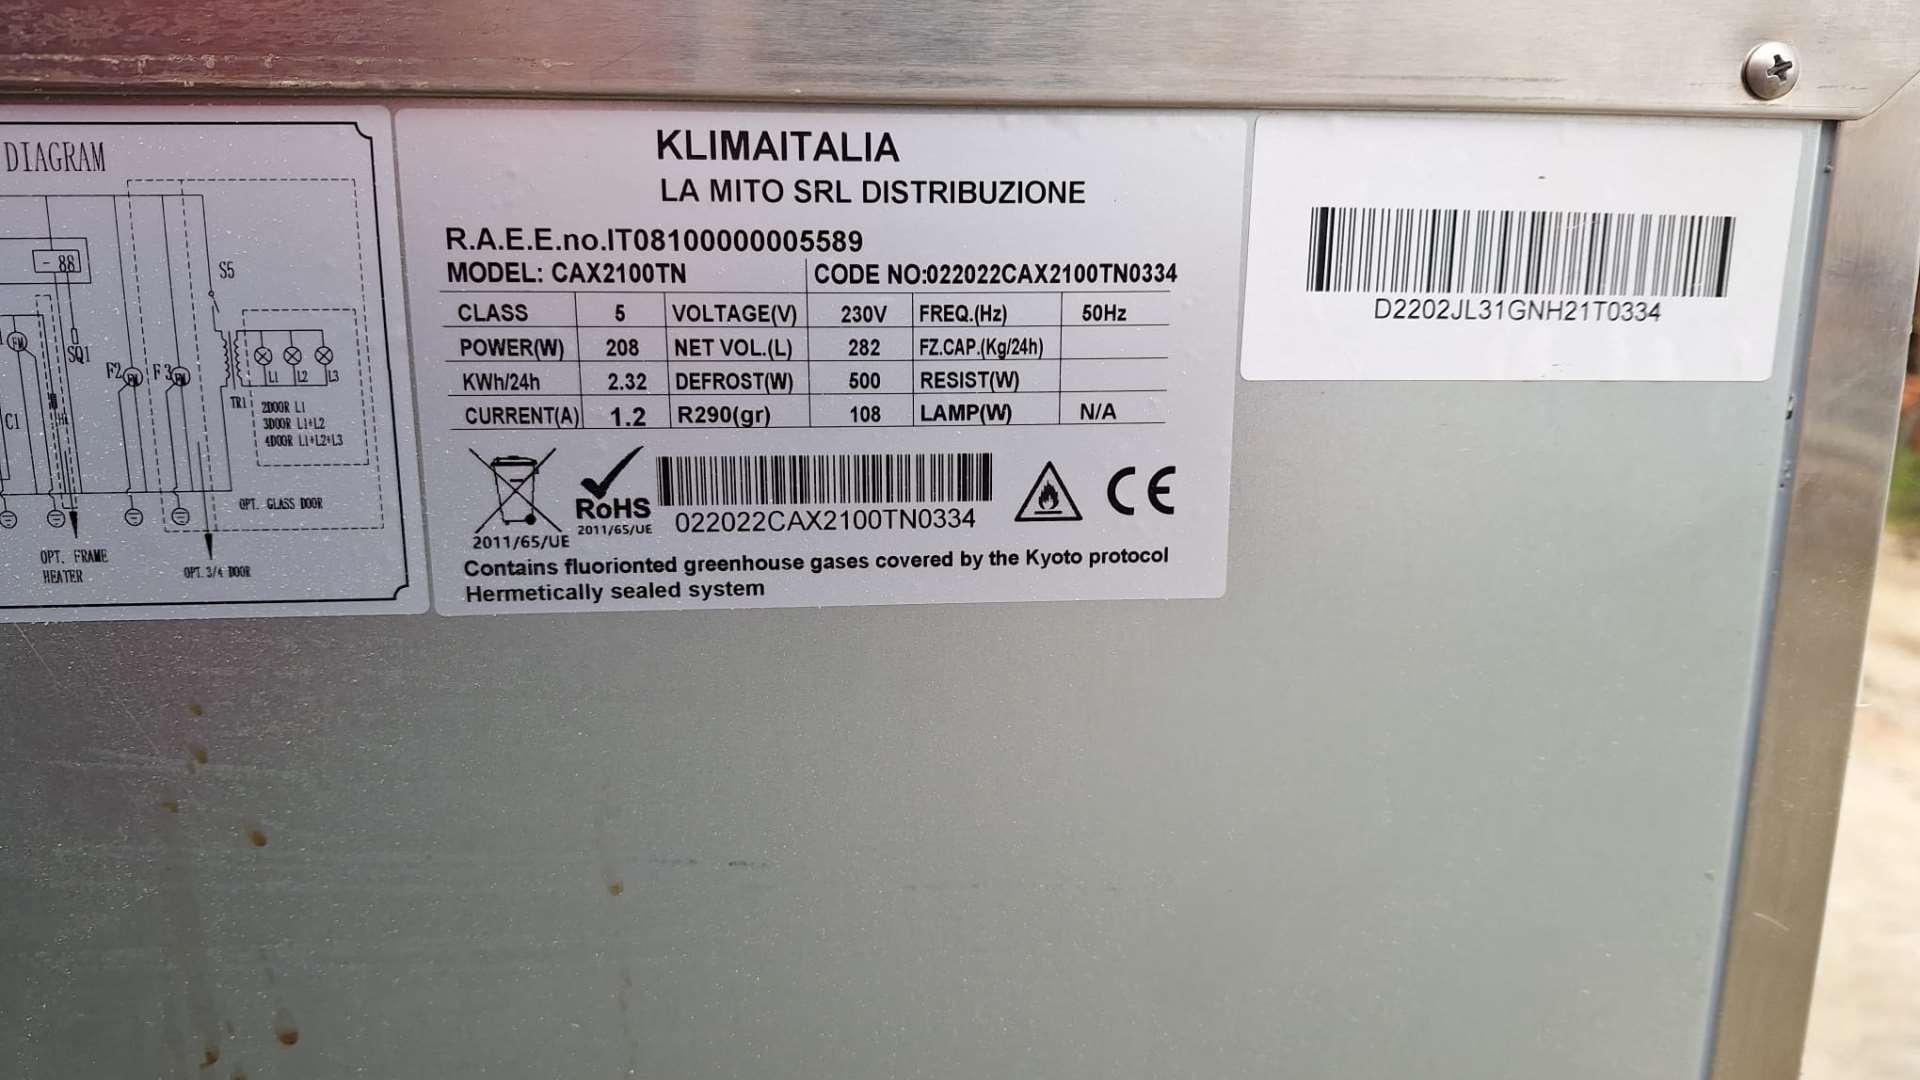 DIAGRAM
- 88
S5
SQ1
F2
F3
L1 L2 L3
TR1
2DOOR L1
3DOOR L1+L2
4DOOR L1+L2+L3
C1
OPT. GLASS DOOR
OPT. FRAME
HEATER
OPT. 3/4 DOOR
KLIMAITALIA
LA MITO SRL DISTRIBUZIONE
R.A.E.E.no.IT08100000005589
MODEL: CAX2100TN CODE NO:022022CAX2100TN0334
CLASS 5 VOLTAGE(V) 230V FREQ.(Hz) 50Hz
POWER(W) 208 NET VOL.(L) 282 FZ.CAP.(Kg/24h)
KWh/24h 2.32 DEFROST(W) 500 RESIST(W)
CURRENT(A) 1.2 R290(gr) 108 LAMP(W) N/A
RoHS
2011/65/UE
2011/65/UE
022022CAX2100TN0334
CE
Contains fluorionted greenhouse gases covered by the Kyoto protocol
Hermetically sealed system
D2202JL31GNH21T0334